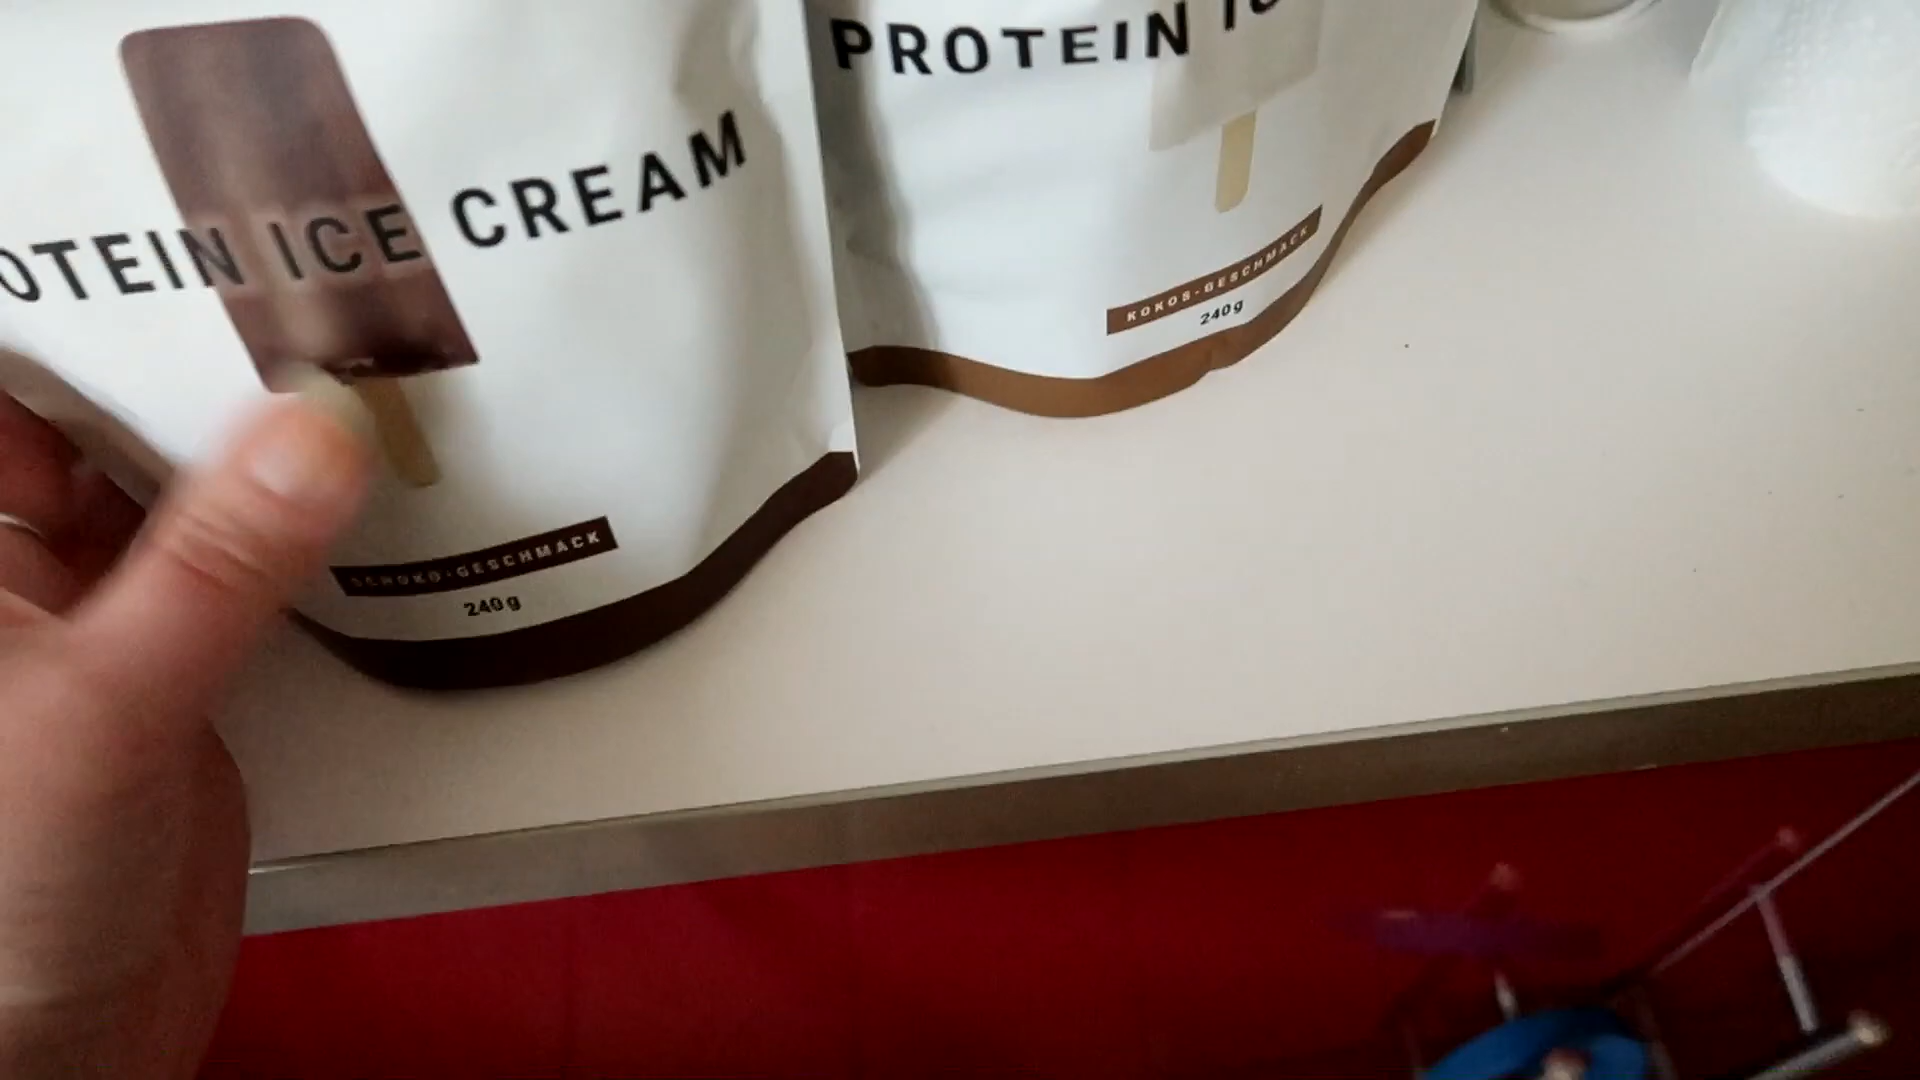 OTEIN ICE CREAM
SCHOKO-GESCHMACK
240g
PROTEIN IC
KOKOS-GESCHMACK
240g